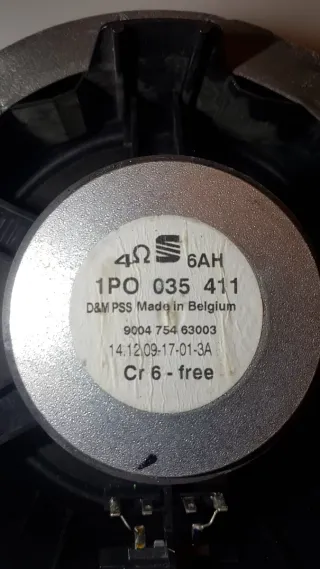 4Ω 6AH
1PO 035 411
D&M PSS Made in Belgium
9004 754 63003
14.12.09-17-01-3A
Cr 6 - free